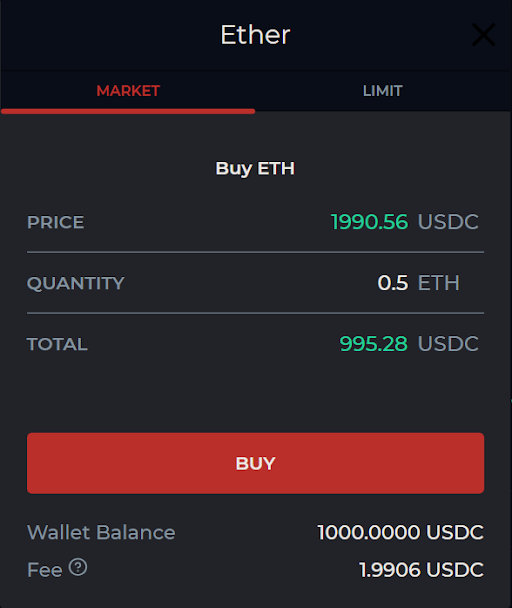 Ether
MARKET LIMIT
Buy ETH
PRICE 1990.56 USDC
QUANTITY 0.5 ETH
TOTAL 995.28 USDC
BUY
Wallet Balance 1000.0000 USDC
Fee ? 1.9906 USDC